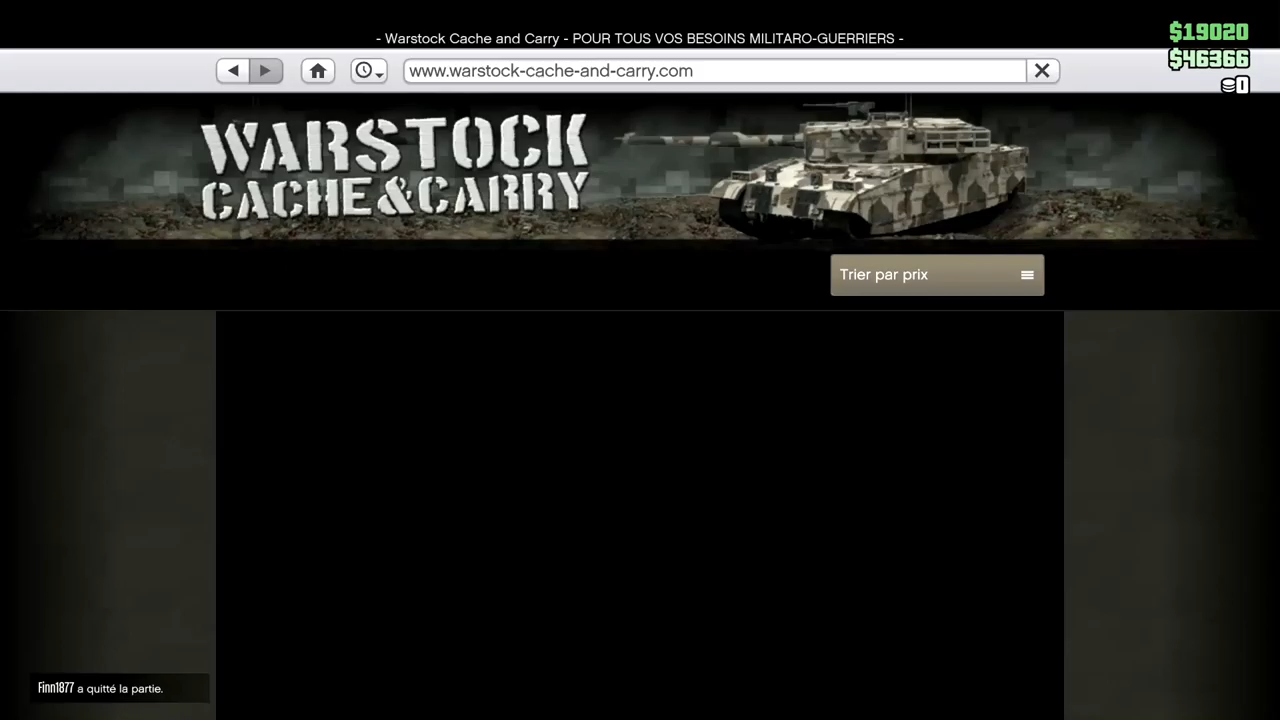 - Warstock Cache and Carry - POUR TOUS VOS BESOINS MILITARO-GUERRIERS -
$19020
$46366
0
www.warstock-cache-and-carry.com
WARSTOCK
CACHE&CARRY
Trier par prix
Finn1877 a quitté la partie.